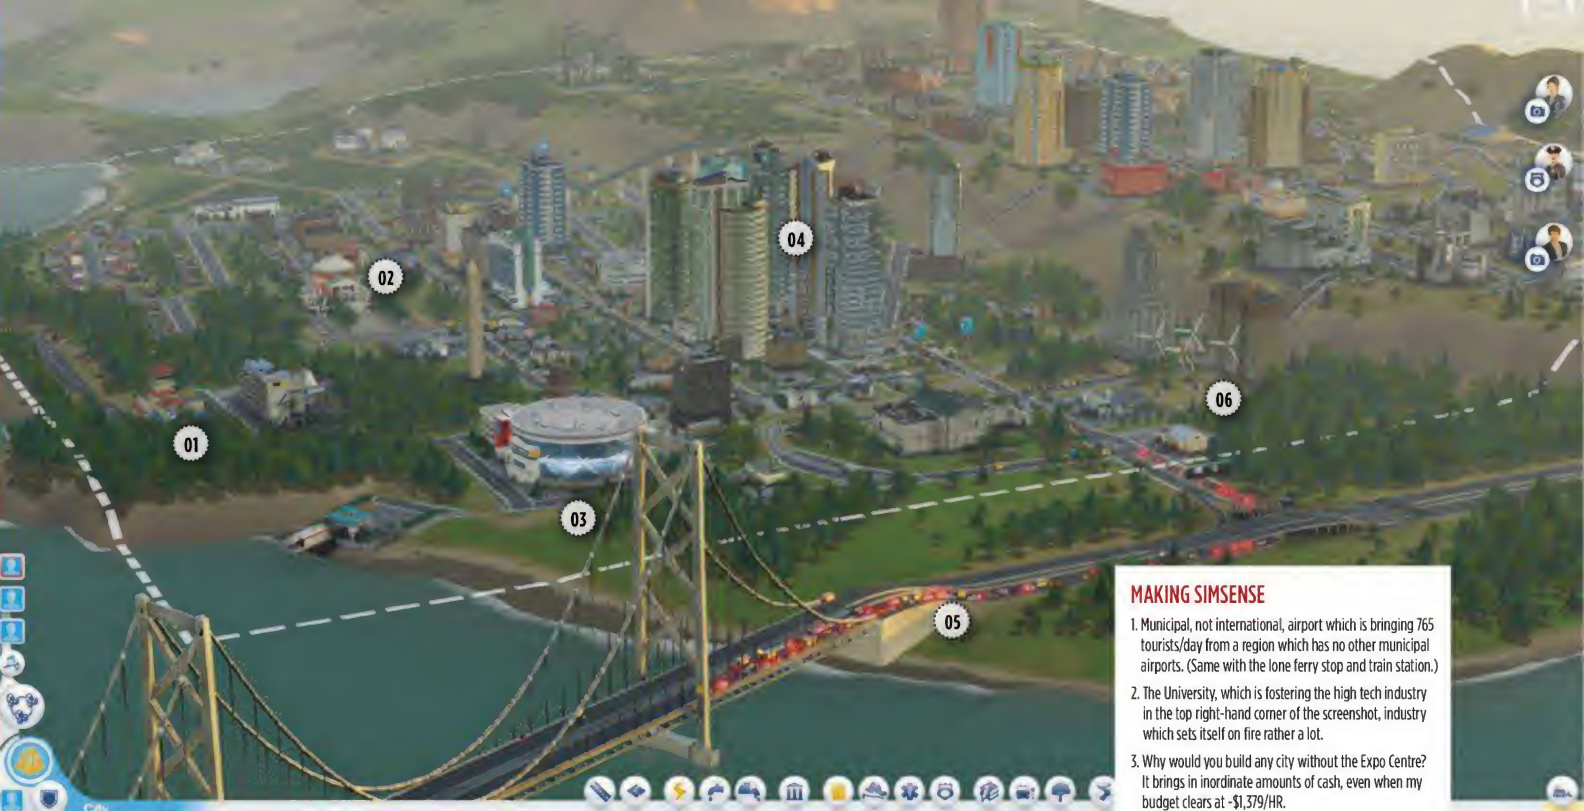 04
02
06
01
03
05
MAKING SIMSENSE
1. Municipal, not international, airport which is bringing 765
tourists/day from a region which has no other municipal
airports. (Same with the lone ferry stop and train station.)
2. The University, which is fostering the high tech industry
in the top right-hand corner of the screenshot, industry
which sets itself on fire rather a lot.
3. Why would you build any city without the Expo Centre?
It brings in inordinate amounts of cash, even when my
budget clears at -$1,379/HR.
City